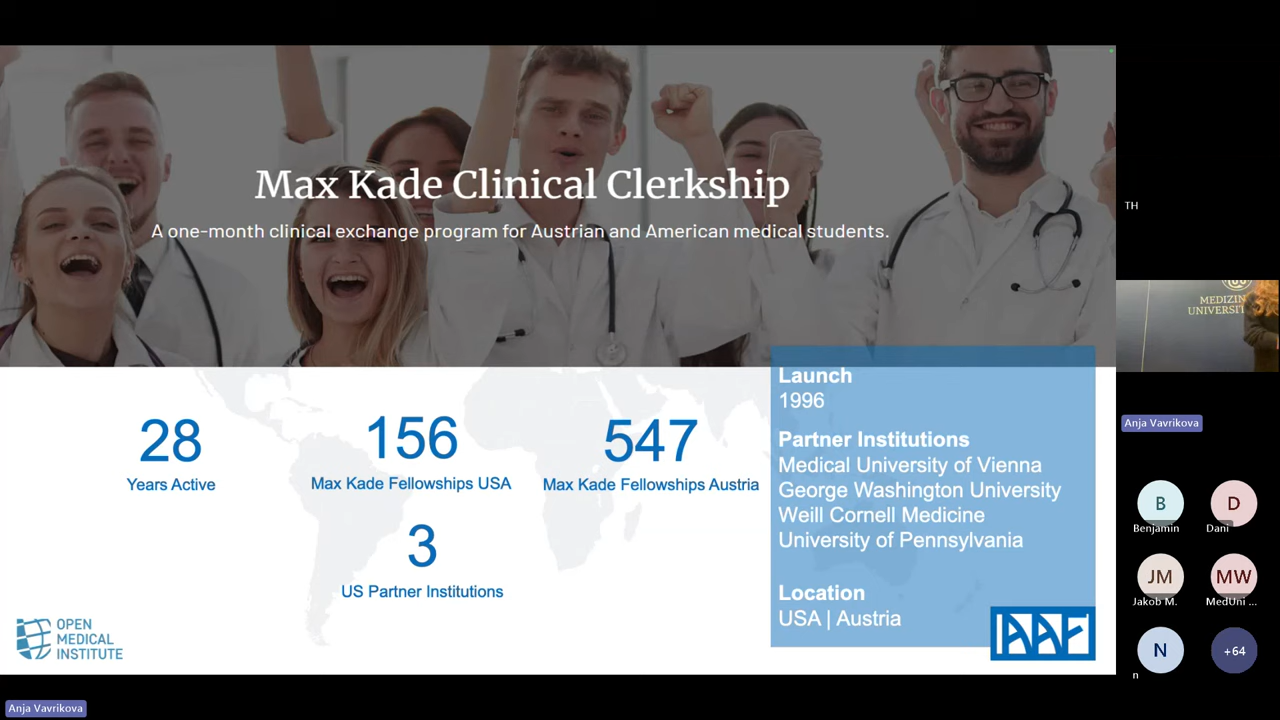 Max Kade Clinical Clerkship
A one-month clinical exchange program for Austrian and American medical students.
28
Years Active
156
Max Kade Fellowships USA
547
Max Kade Fellowships Austria
3
US Partner Institutions
Launch
1996
Partner Institutions
Medical University of Vienna
George Washington University
Weill Cornell Medicine
University of Pennsylvania
Location
USA | Austria
OPEN
MEDICAL
INSTITUTE
AAF
TH
Anja Vavrikova
B
Benjamin
D
Dani
JM
Jakob M.
MW
MedUni ...
N
n
+64
Anja Vavrikova